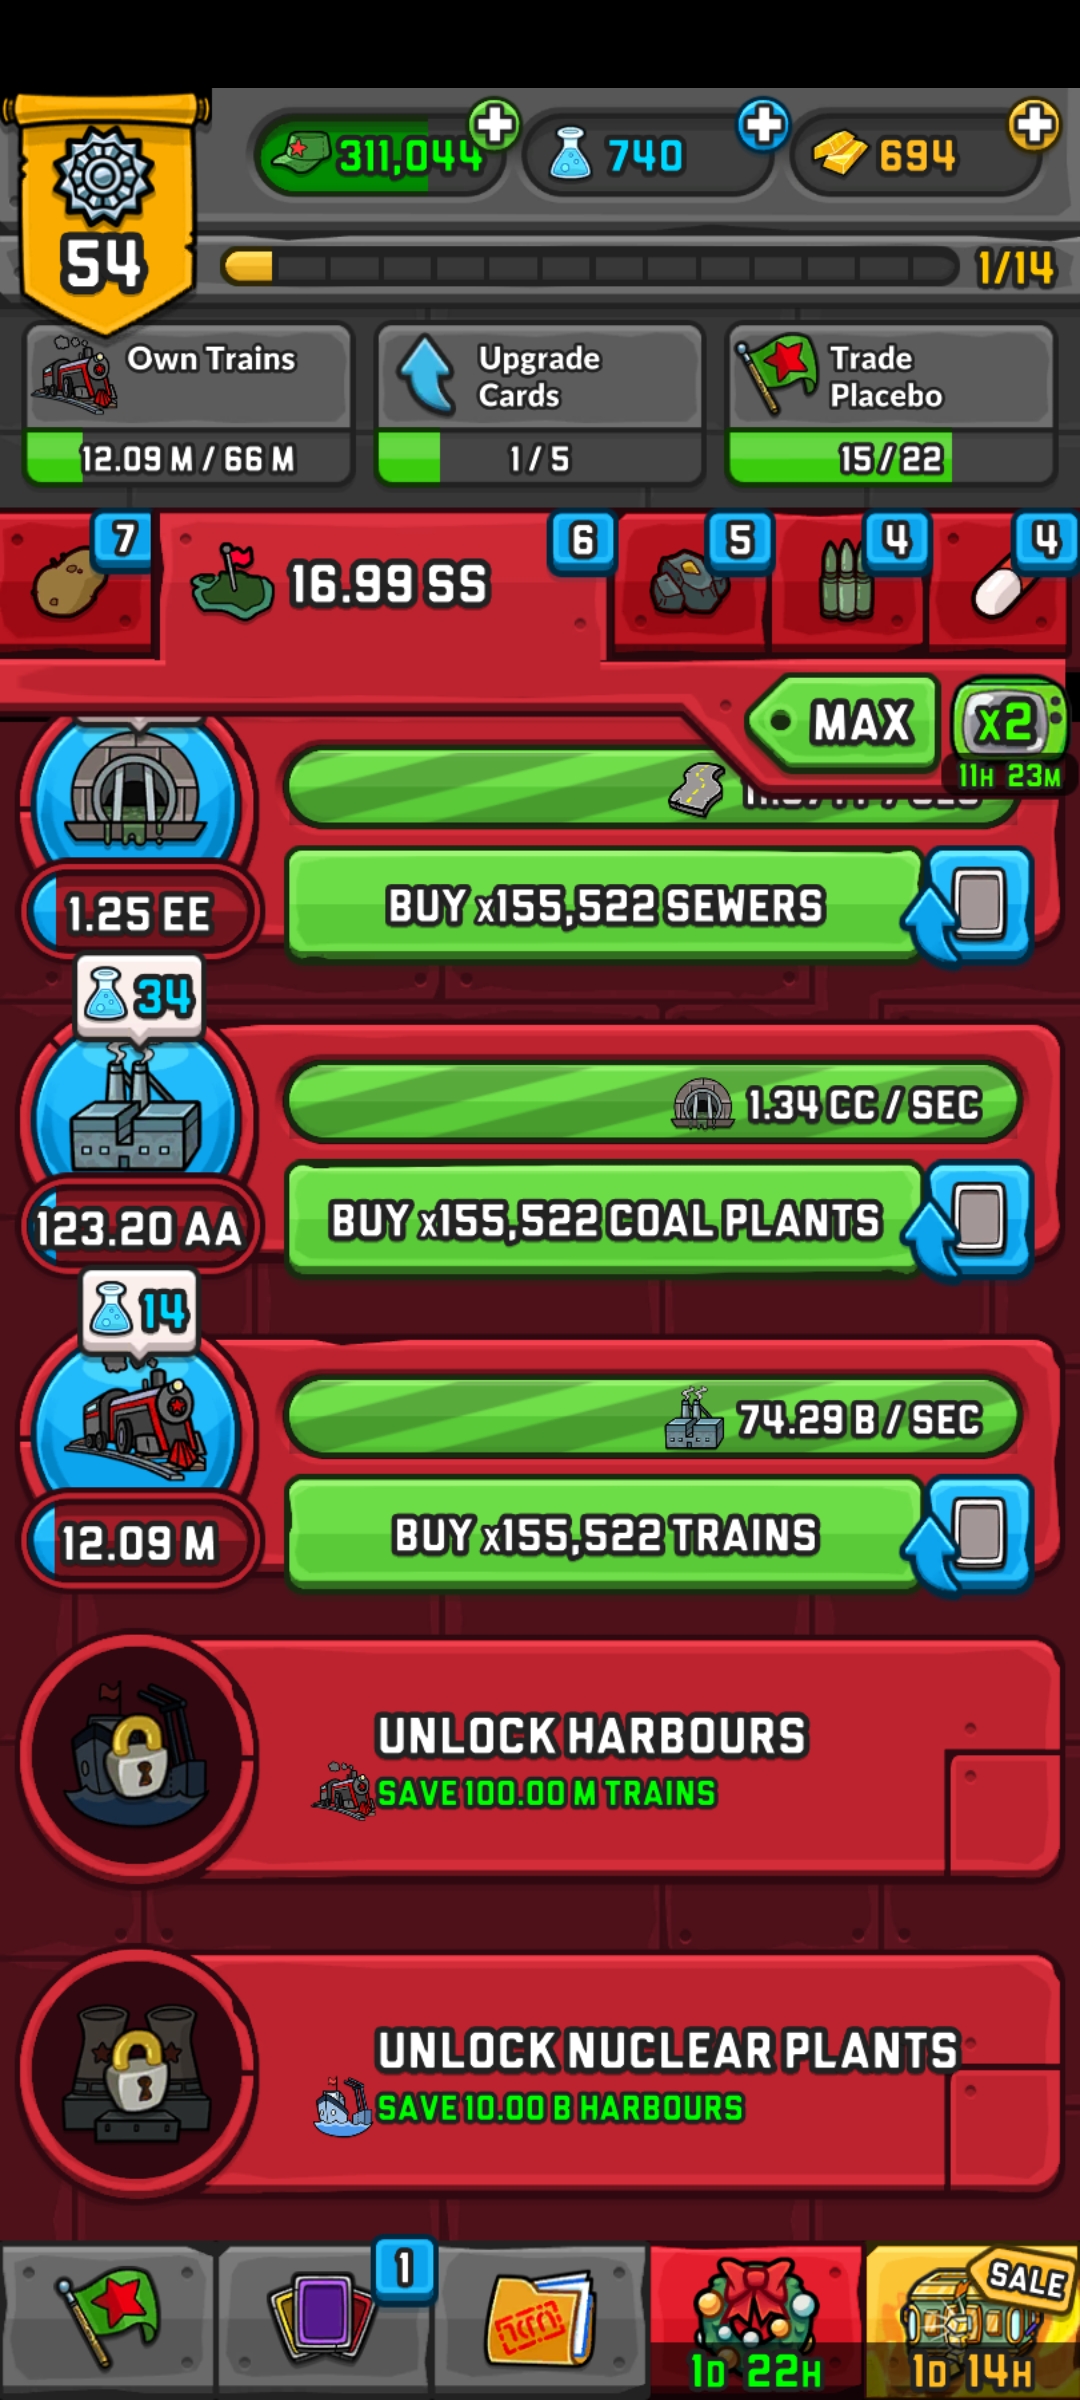 311,044
740
694
54
1/14
Own Trains
12.09 M / 66 M
Upgrade
Cards
1 / 5
Trade
Placebo
15 / 22
7
16.99 SS
6
5
4
4
MAX
x2
11H 23M
1.25 EE
BUY x155,522 SEWERS
34
1.34 CC / SEC
123.20 AA
BUY x155,522 COAL PLANTS
14
74.29 B / SEC
12.09 M
BUY x155,522 TRAINS
UNLOCK HARBOURS
SAVE 100.00 M TRAINS
UNLOCK NUCLEAR PLANTS
SAVE 10.00 B HARBOURS
1
SALE
1D 22H
1D 14H